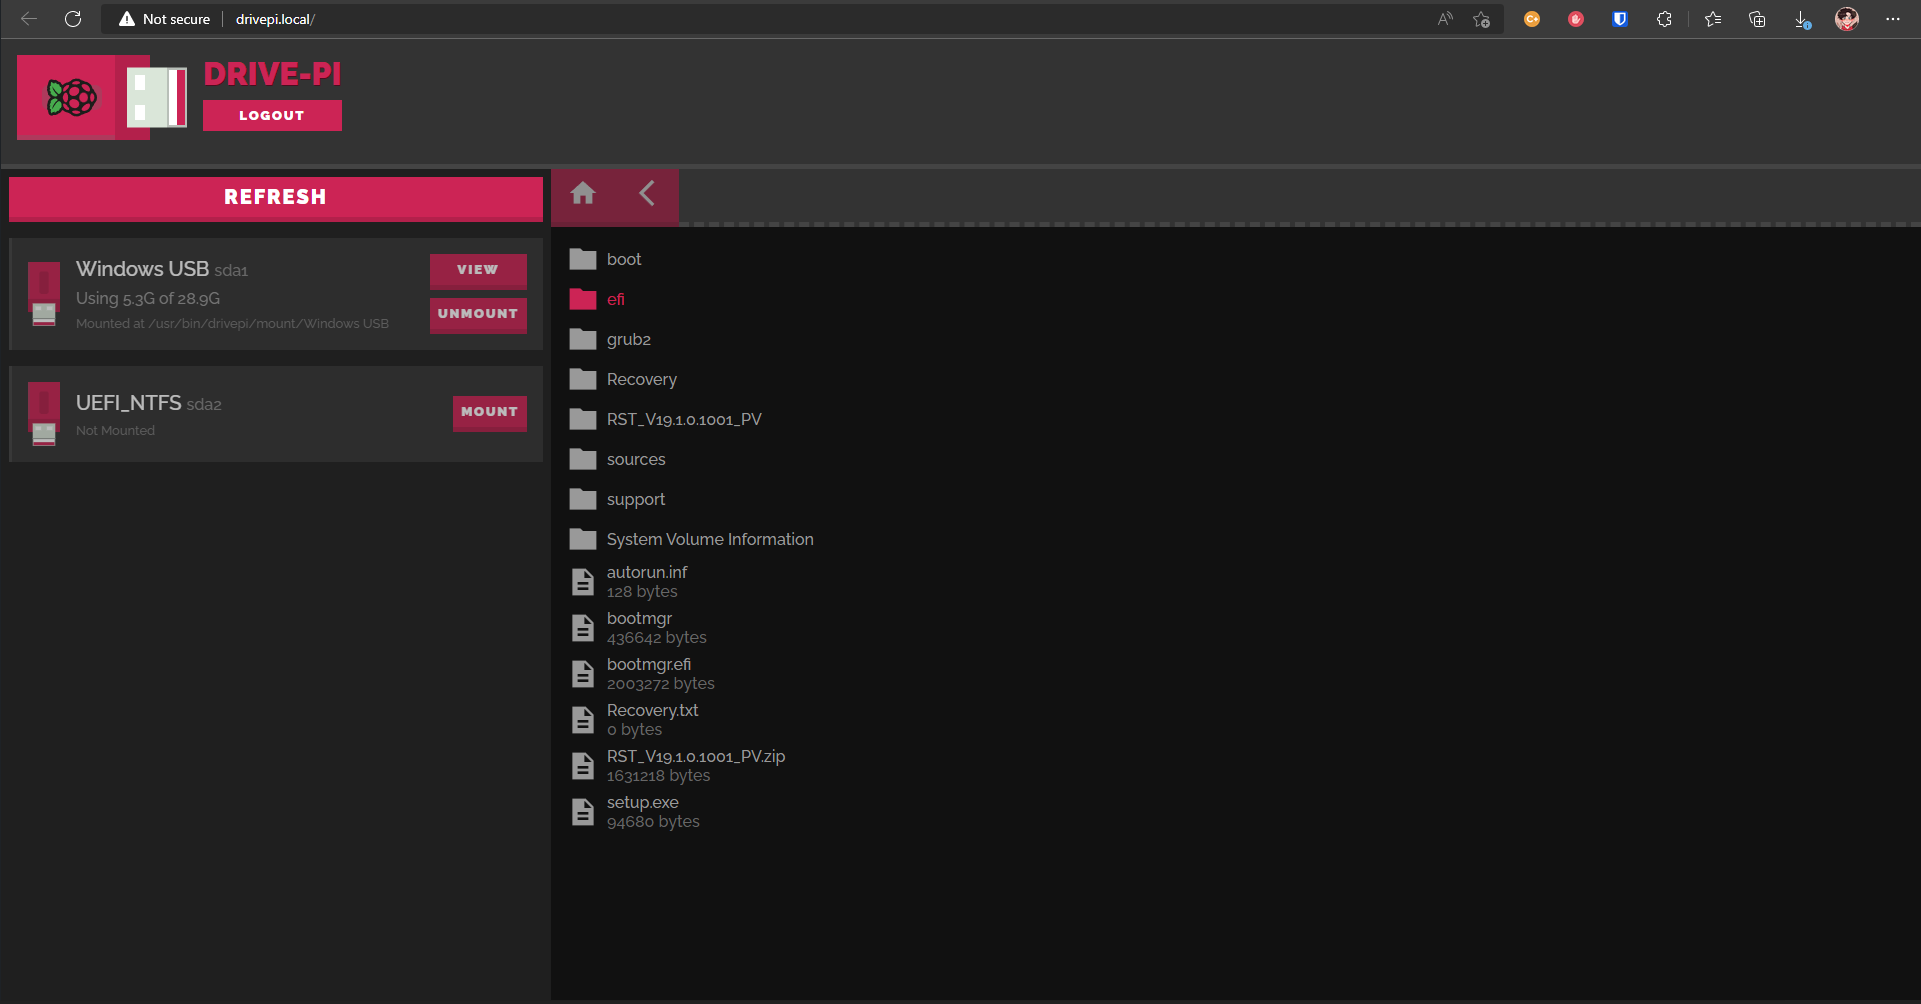 Not secure | drivepi.local/
DRIVE-PI
LOGOUT
REFRESH
Windows USB sda1
Using 5.3G of 28.9G
Mounted at /usr/bin/drivepi/mount/Windows USB
VIEW
UNMOUNT
UEFI_NTFS sda2
Not Mounted
MOUNT
boot
efi
grub2
Recovery
RST_V19.1.0.1001_PV
sources
support
System Volume Information
autorun.inf
128 bytes
bootmgr
436642 bytes
bootmgr.efi
2003272 bytes
Recovery.txt
0 bytes
RST_V19.1.0.1001_PV.zip
1631218 bytes
setup.exe
94680 bytes